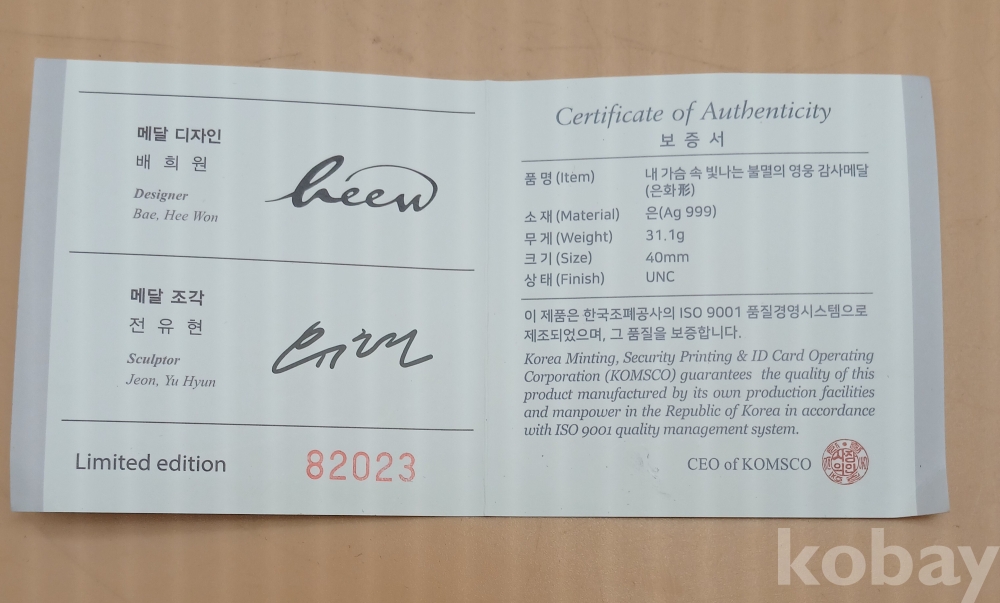 메달 디자인
배 희 원
Designer
Bae, Hee Won
heew
메달 조각
전 유 현
Sculptor
Jeon, Yu Hyun
Limited edition 82023
Certificate of Authenticity
보 증 서
품 명 (Item) 내 가슴 속 빛나는 불멸의 영웅 감사메달
(은화形)
소 재 (Material) 은(Ag 999)
무 게 (Weight) 31.1g
크 기 (Size) 40mm
상 태 (Finish) UNC
이 제품은 한국조폐공사의 ISO 9001 품질경영시스템으로
제조되었으며, 그 품질을 보증합니다.
Korea Minting, Security Printing & ID Card Operating
Corporation (KOMSCO) guarantees the quality of this
product manufactured by its own production facilities
and manpower in the Republic of Korea in accordance
with ISO 9001 quality management system.
CEO of KOMSCO
kobay